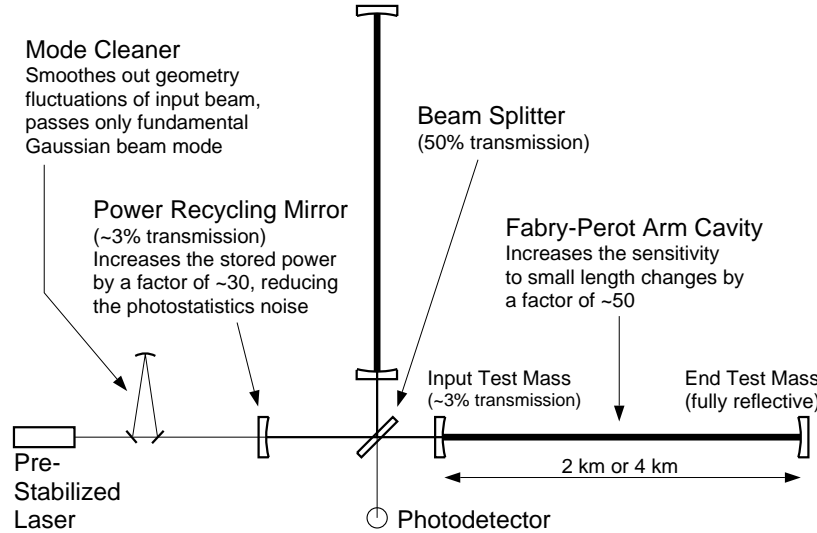 Mode Cleaner
Smoothes out geometry
fluctuations of input beam,
passes only fundamental
Gaussian beam mode
Beam Splitter
(50% transmission)
Power Recycling Mirror
(~3% transmission)
Increases the stored power
by a factor of ~30, reducing
the photostatistics noise
Fabry-Perot Arm Cavity
Increases the sensitivity
to small length changes by
a factor of ~50
Input Test Mass
(~3% transmission)
End Test Mass
(fully reflective)
2 km or 4 km
Pre-
Stabilized
Laser
Photodetector